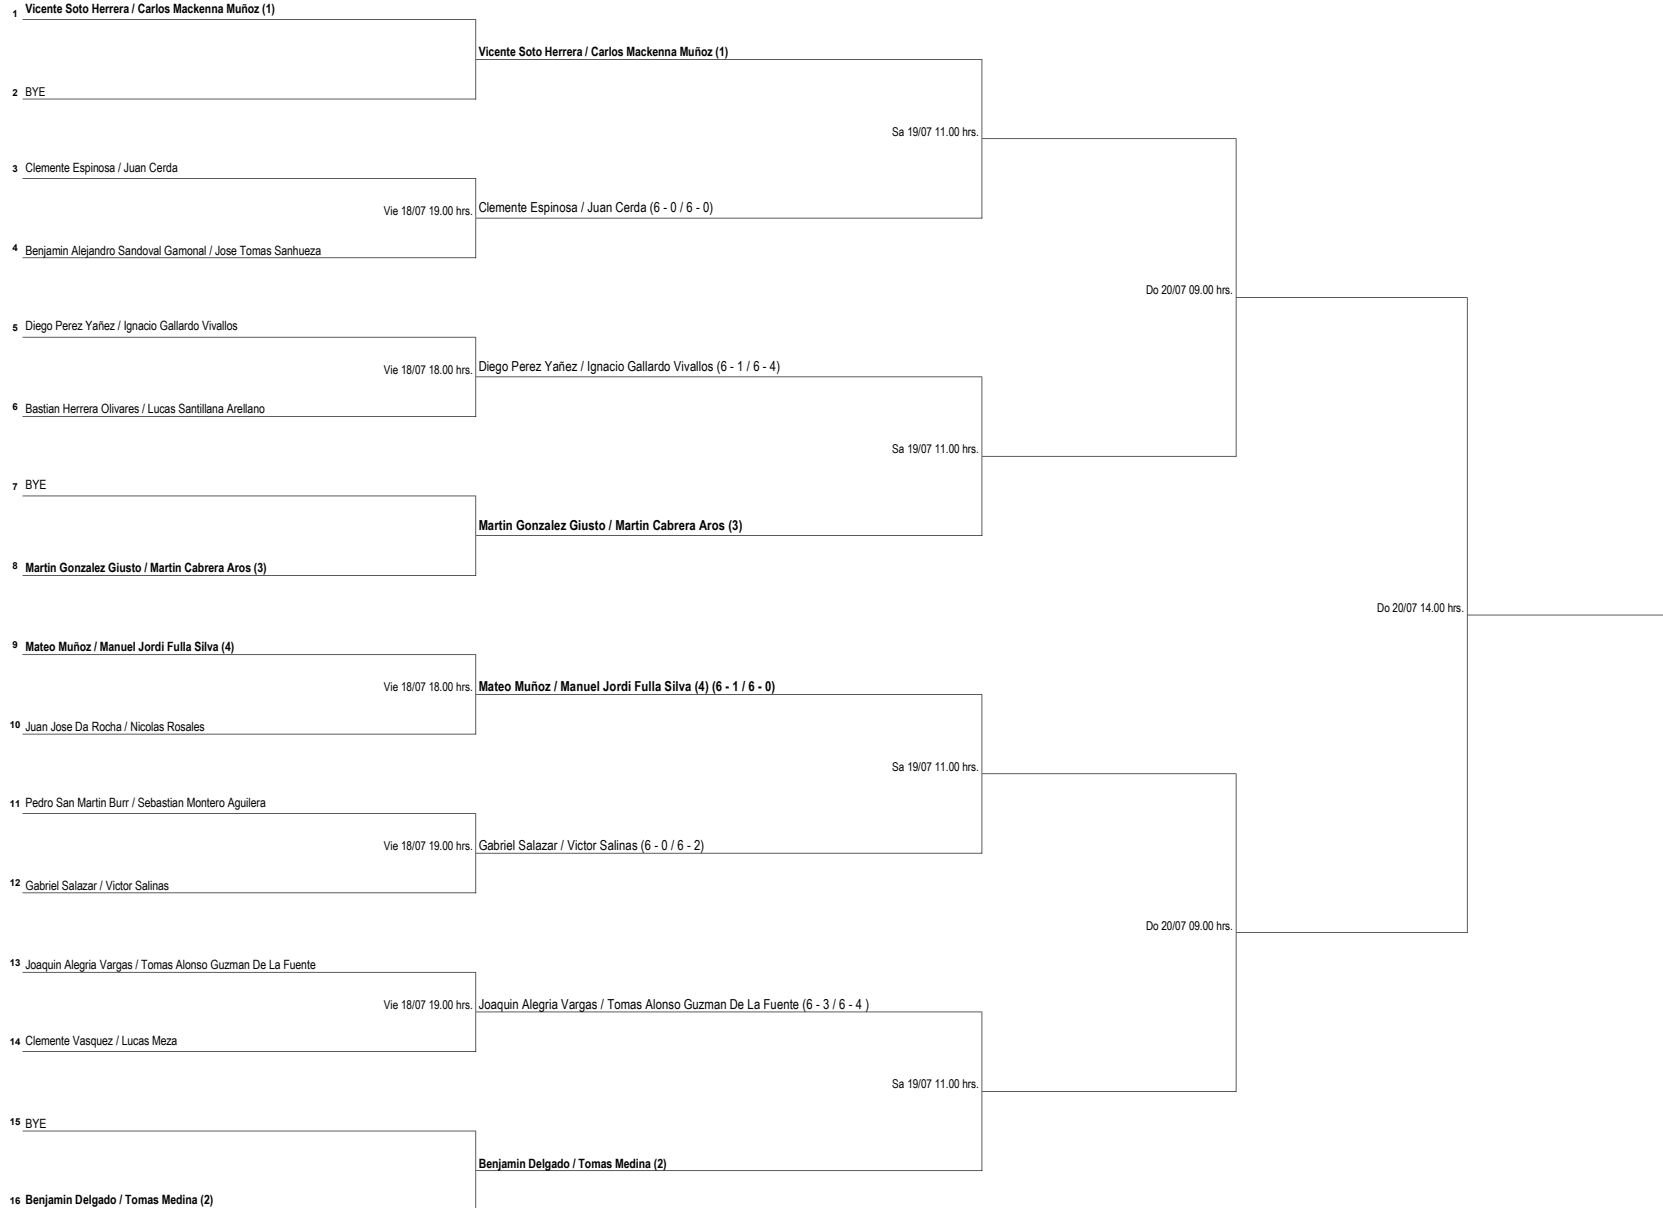 1 Vicente Soto Herrera / Carlos Mackenna Muñoz (1)
Vicente Soto Herrera / Carlos Mackenna Muñoz (1)
2 BYE
Sa 19/07 11.00 hrs.
3 Clemente Espinosa / Juan Cerda
Vie 18/07 19.00 hrs. Clemente Espinosa / Juan Cerda (6 - 0 / 6 - 0)
4 Benjamin Alejandro Sandoval Gamonal / Jose Tomas Sanhueza
Do 20/07 09.00 hrs.
5 Diego Perez Yañez / Ignacio Gallardo Vivallos
Vie 18/07 18.00 hrs. Diego Perez Yañez / Ignacio Gallardo Vivallos (6 - 1 / 6 - 4)
6 Bastian Herrera Olivares / Lucas Santillana Arellano
Sa 19/07 11.00 hrs.
7 BYE
Martin Gonzalez Giusto / Martin Cabrera Aros (3)
8 Martin Gonzalez Giusto / Martin Cabrera Aros (3)
Do 20/07 14.00 hrs.
9 Mateo Muñoz / Manuel Jordi Fulla Silva (4)
Vie 18/07 18.00 hrs. Mateo Muñoz / Manuel Jordi Fulla Silva (4) (6 - 1 / 6 - 0)
10 Juan Jose Da Rocha / Nicolas Rosales
Sa 19/07 11.00 hrs.
11 Pedro San Martin Burr / Sebastian Montero Aguilera
Vie 18/07 19.00 hrs. Gabriel Salazar / Victor Salinas (6 - 0 / 6 - 2)
12 Gabriel Salazar / Victor Salinas
Do 20/07 09.00 hrs.
13 Joaquin Alegria Vargas / Tomas Alonso Guzman De La Fuente
Vie 18/07 19.00 hrs. Joaquin Alegria Vargas / Tomas Alonso Guzman De La Fuente (6 - 3 / 6 - 4 )
14 Clemente Vasquez / Lucas Meza
Sa 19/07 11.00 hrs.
15 BYE
Benjamin Delgado / Tomas Medina (2)
16 Benjamin Delgado / Tomas Medina (2)